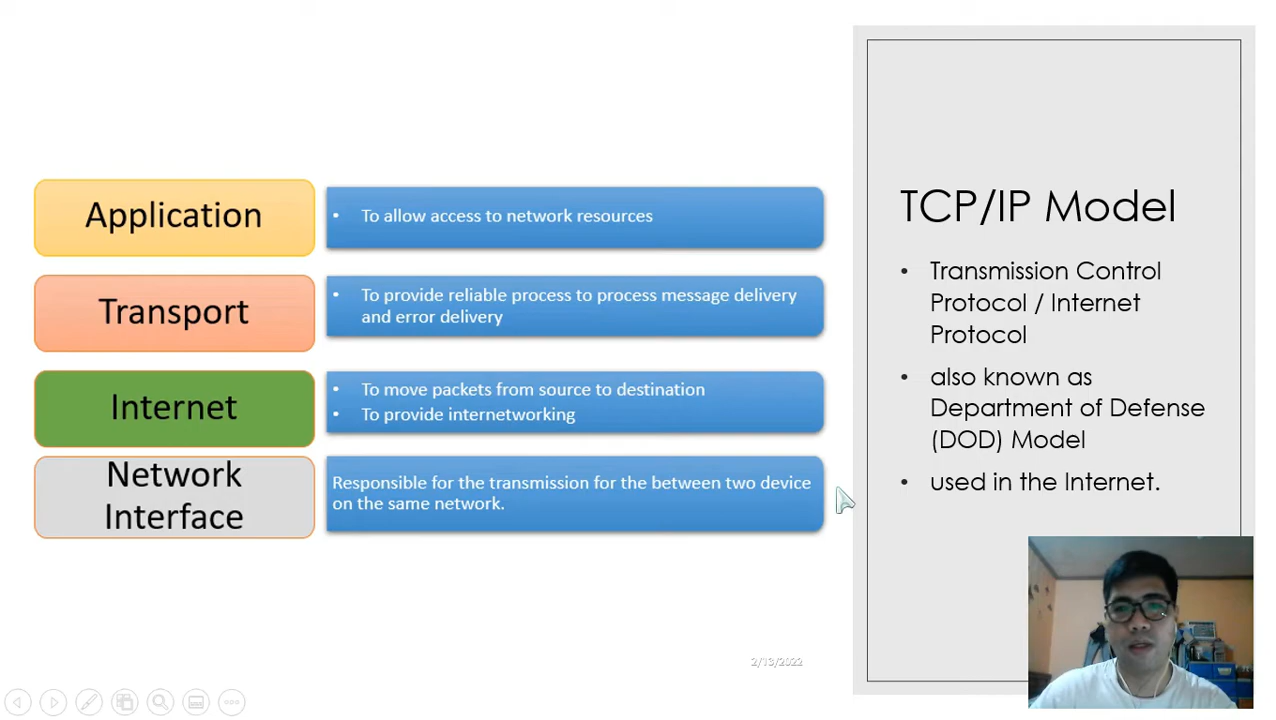 Application
• To allow access to network resources
Transport
• To provide reliable process to process message delivery
and error delivery
Internet
• To move packets from source to destination
• To provide internetworking
Network
Interface
Responsible for the transmission for the between two device
on the same network.
TCP/IP Model
• Transmission Control
Protocol / Internet
Protocol
• also known as
Department of Defense
(DOD) Model
• used in the Internet.
2/13/2022